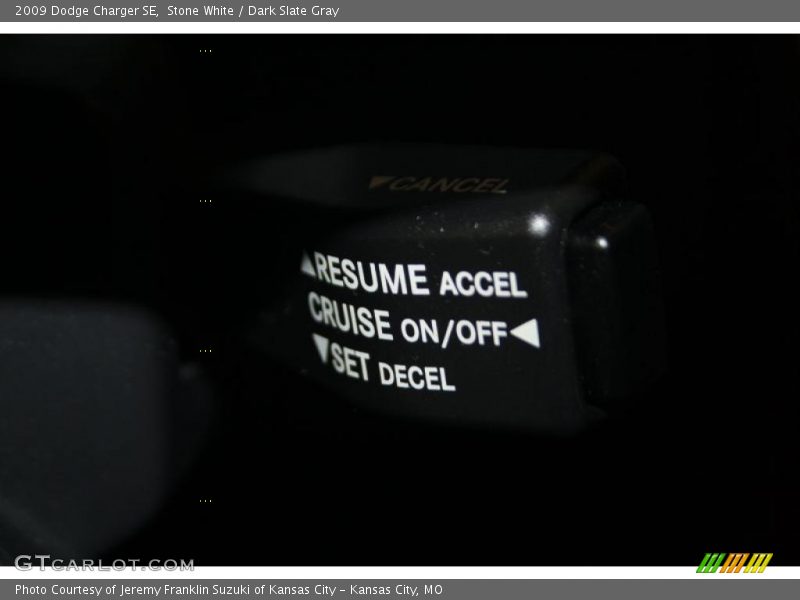 2009 Dodge Charger SE, Stone White / Dark Slate Gray
...
...
▼CANCEL
▲RESUME ACCEL
CRUISE ON/OFF◀
▼SET DECEL
...
...
GTCARLOT.COM
Photo Courtesy of Jeremy Franklin Suzuki of Kansas City – Kansas City, MO